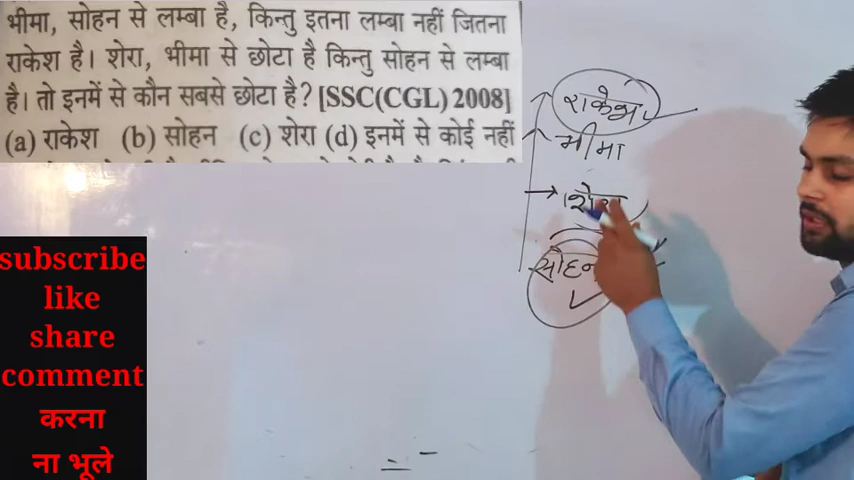 भीमा, सोहन से लम्बा है, किन्तु इतना लम्बा नहीं जितना
राकेश है। शेरा, भीमा से छोटा है किन्तु सोहन से लम्बा
है। तो इनमें से कौन सबसे छोटा है? [SSC(CGL) 2008]
(a) राकेश (b) सोहन (c) शेरा (d) इनमें से कोई नहीं
राकेश
भीमा
सोहन
subscribe
like
share
comment
करना
ना भूले